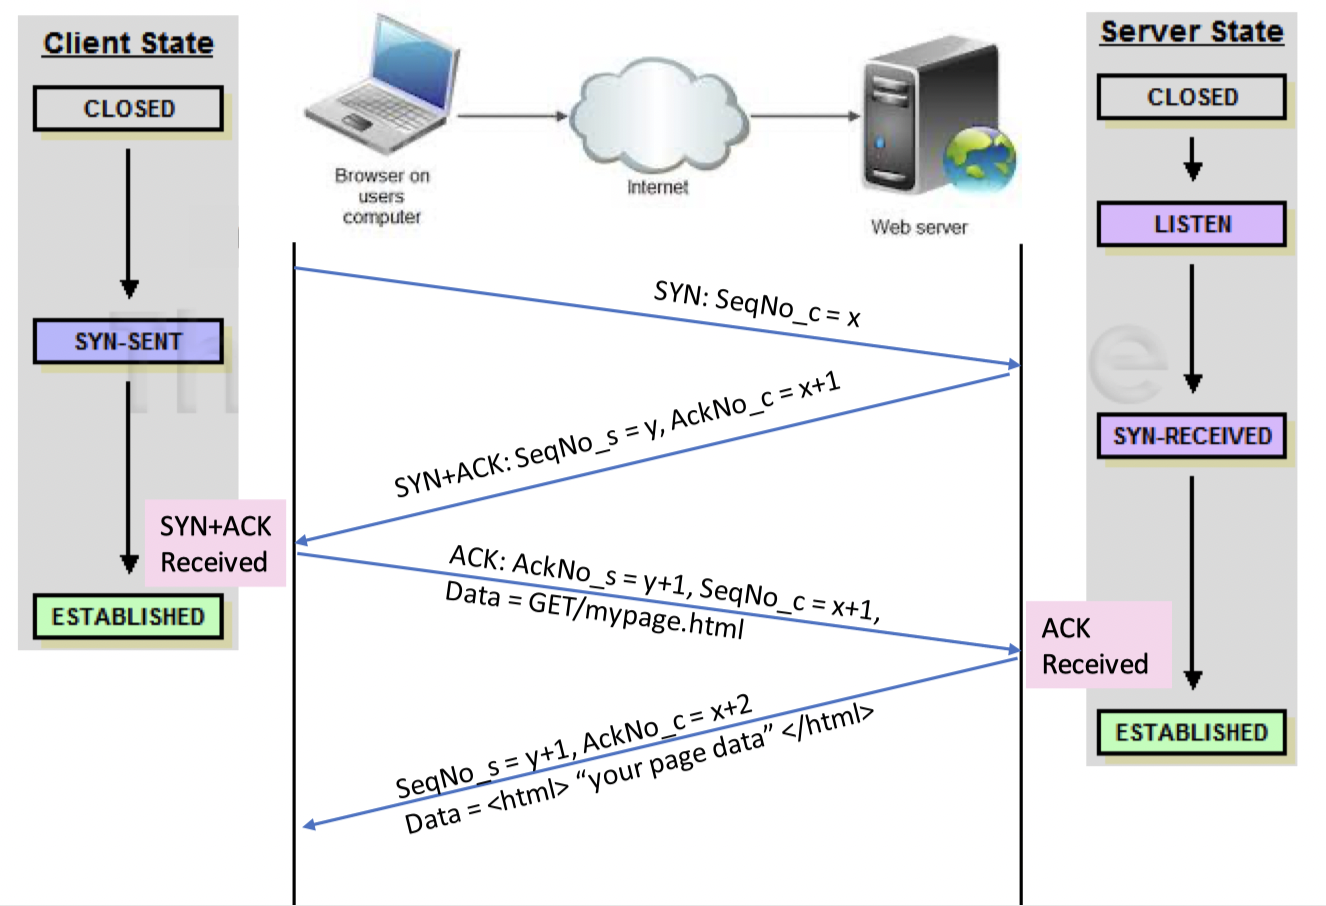 Client State
CLOSED
SYN-SENT
SYN+ACK
Received
ESTABLISHED
Browser on
users
computer
Internet
Web server
SYN: SeqNo_c = x
SYN+ACK: SeqNo_s = y, AckNo_c = x+1
ACK: AckNo_s = y+1, SeqNo_c = x+1,
Data = GET/mypage.html
SeqNo_s = y+1, AckNo_c = x+2
Data = <html> “your page data” </html>
Server State
CLOSED
LISTEN
SYN-RECEIVED
ACK
Received
ESTABLISHED